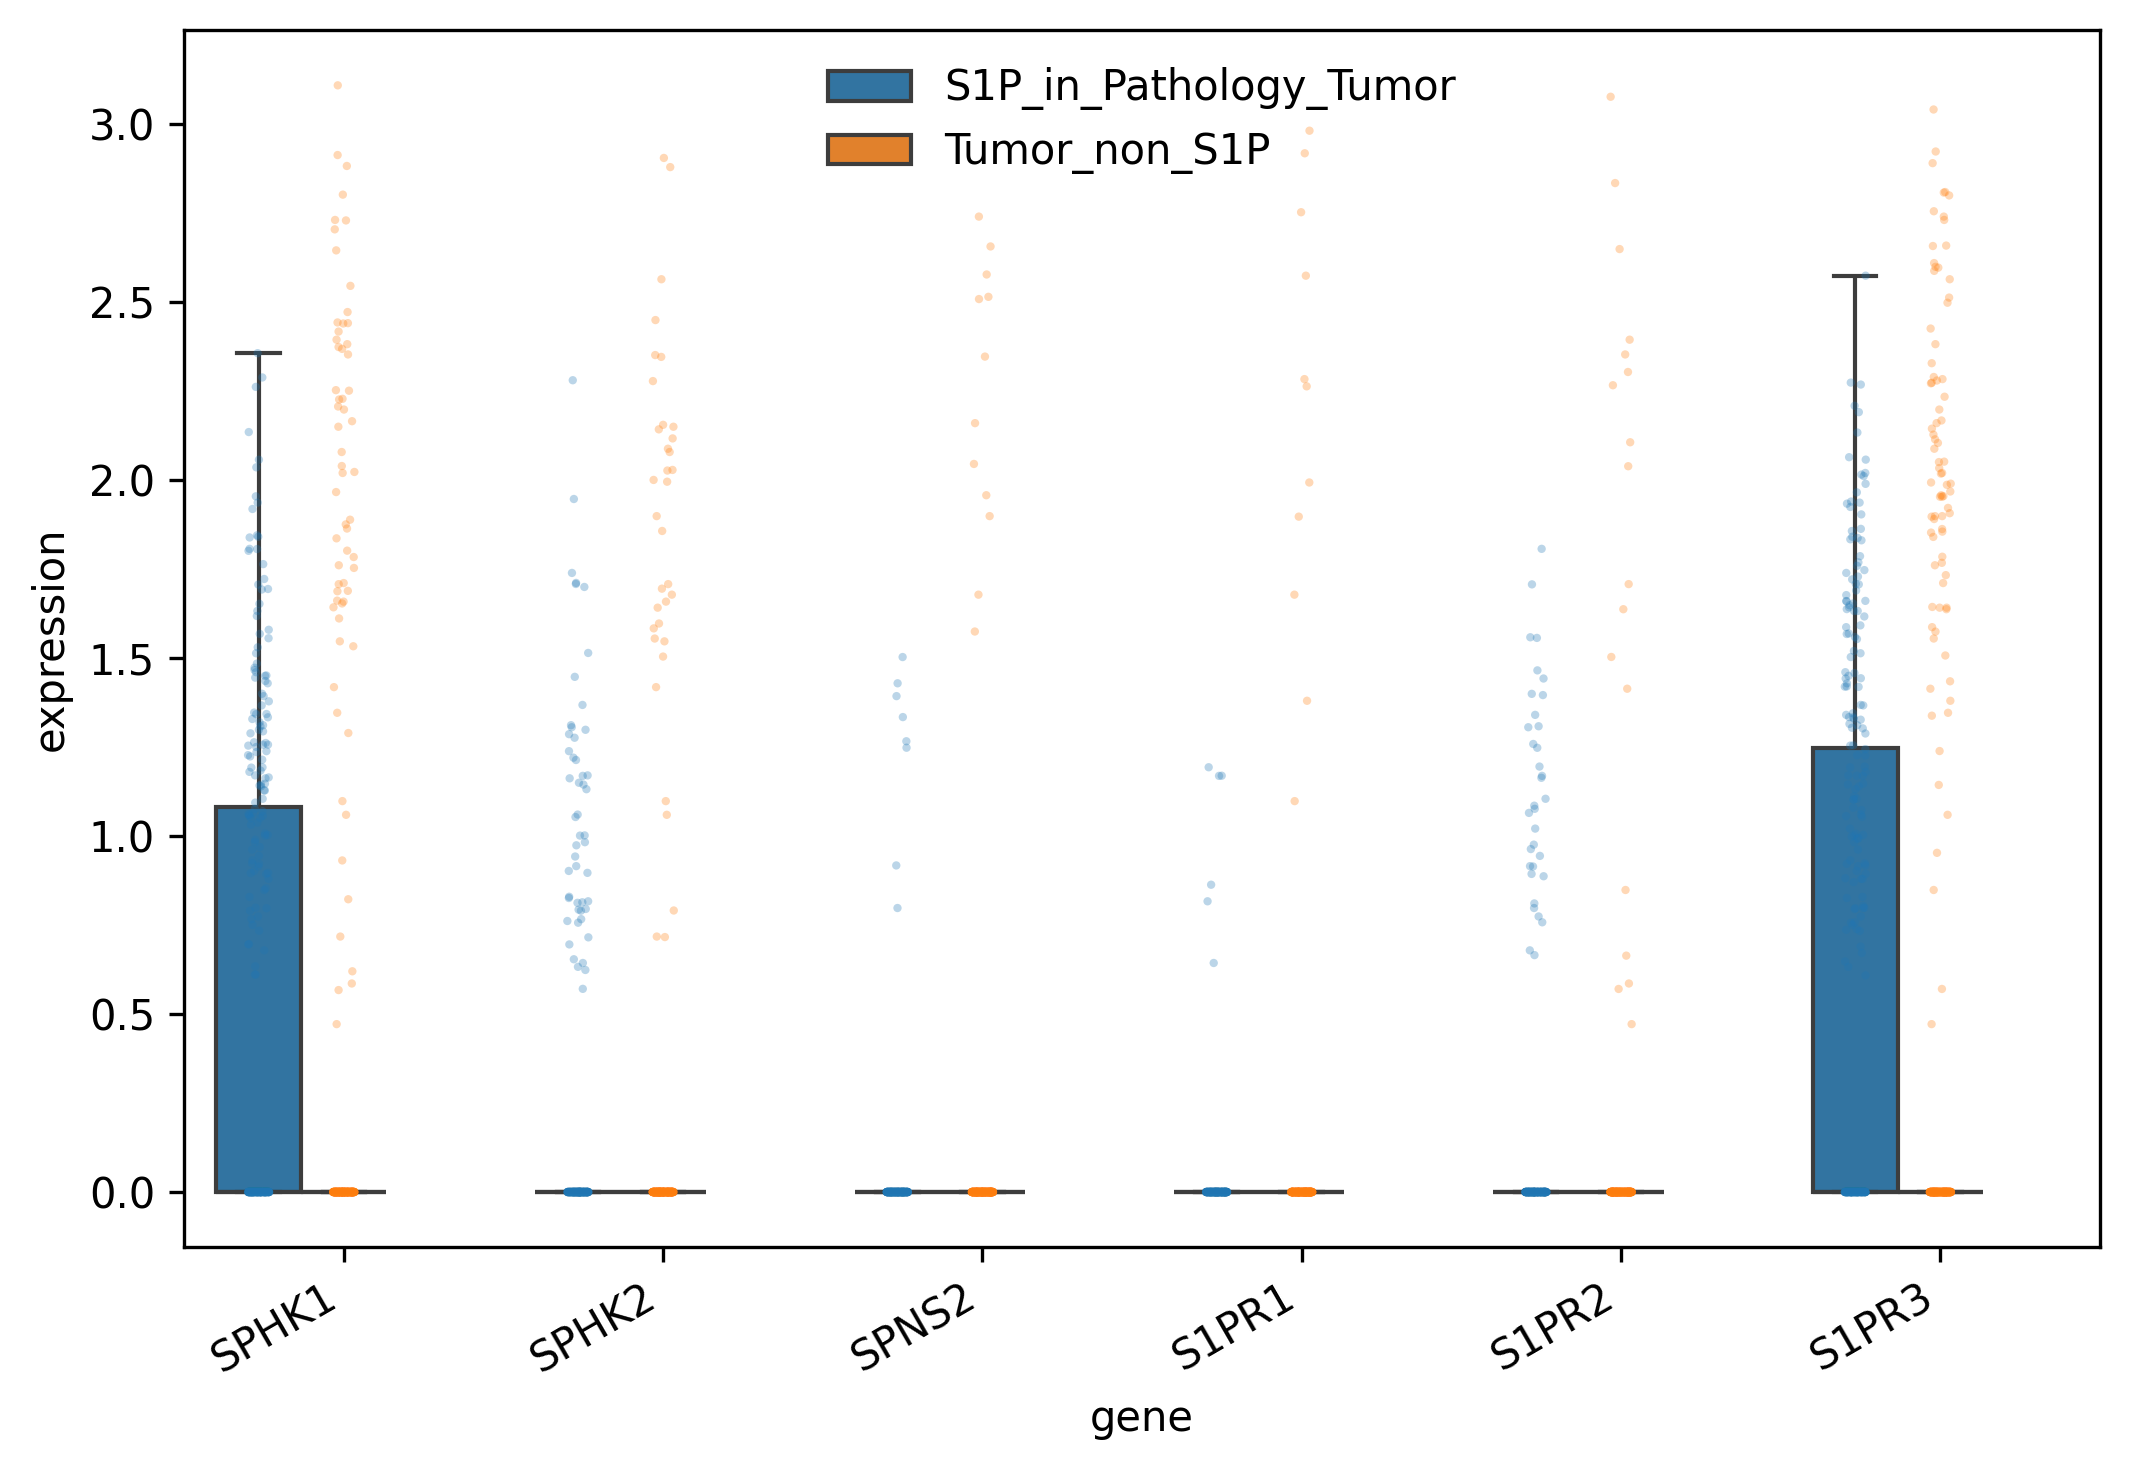 S1P_in_Pathology_Tumor
Tumor_non_S1P
3.0
2.5
2.0
1.5
1.0
0.5
0.0
expression
SPHK1
SPHK2
SPNS2
S1PR1
S1PR2
S1PR3
gene